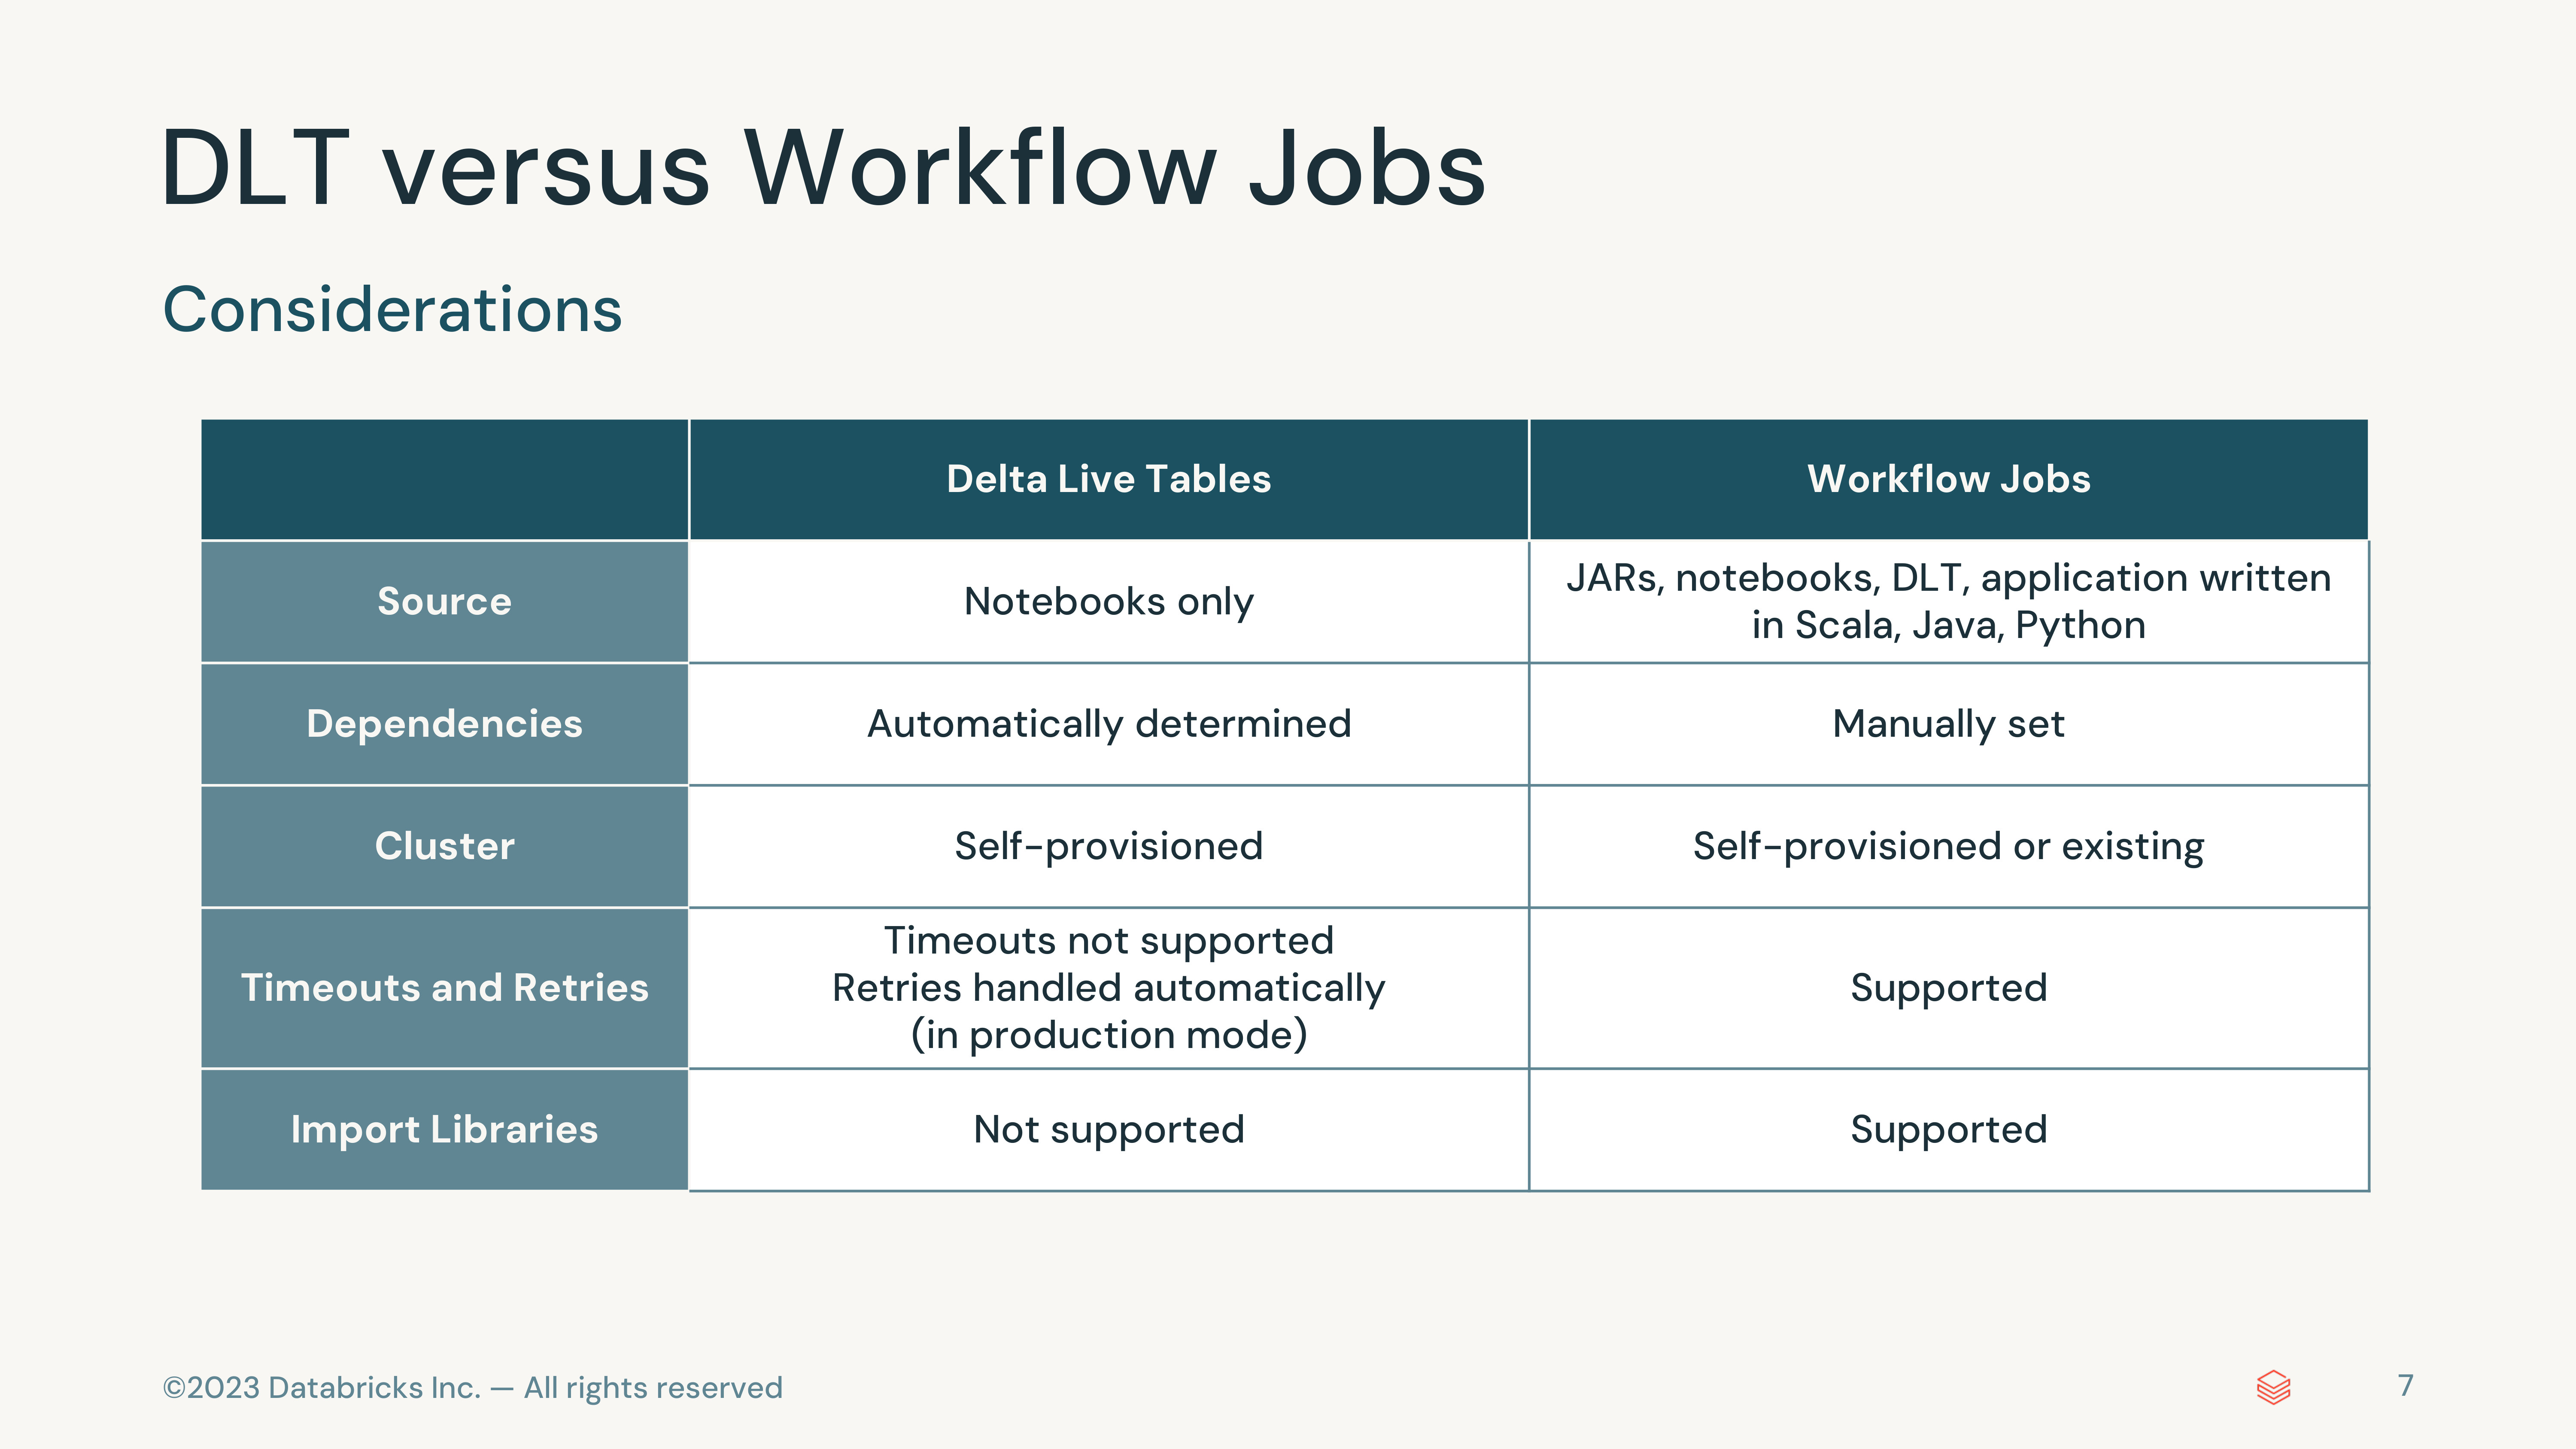 DLT versus Workflow Jobs
Considerations
Delta Live Tables
Workflow Jobs
Source
Notebooks only
JARs, notebooks, DLT, application written
in Scala, Java, Python
Dependencies
Automatically determined
Manually set
Cluster
Self-provisioned
Self-provisioned or existing
Timeouts and Retries
Timeouts not supported
Retries handled automatically
(in production mode)
Supported
Import Libraries
Not supported
Supported
©2023 Databricks Inc. — All rights reserved
7